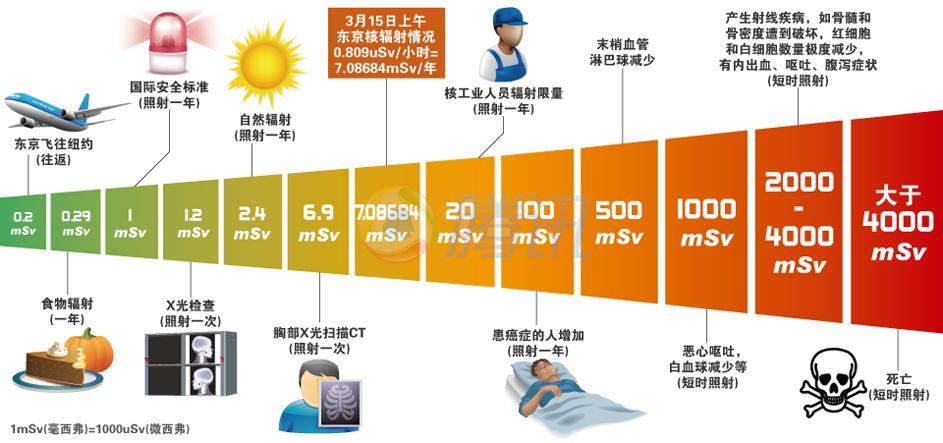 3月15日上午
东京核辐射情况
0.809uSv/小时=
7.08684mSv/年
产生射线疾病，如骨髓和
骨密度遭到破坏，红细胞
和白细胞数量极度减少，
有内出血、呕吐、腹泻症状
(短时照射)
国际安全标准
(照射一年)
末梢血管
淋巴球减少
核工业人员辐射限量
(照射一年)
自然辐射
(照射一年)
东京飞往纽约
(往返)
0.2
mSv
0.29
mSv
1
mSv
1.2
mSv
2.4
mSv
6.9
mSv
7.08684
mSv
20
mSv
100
mSv
500
mSv
1000
mSv
2000
-
4000
mSv
大于
4000
mSv
腾讯
食物辐射
(一年)
X光检查
(照射一次)
胸部X光扫描CT
(照射一次)
患癌症的人增加
(照射一年)
恶心呕吐，
白血球减少等
(短时照射)
死亡
(短时照射)
1mSv(毫西弗)=1000uSv(微西弗)